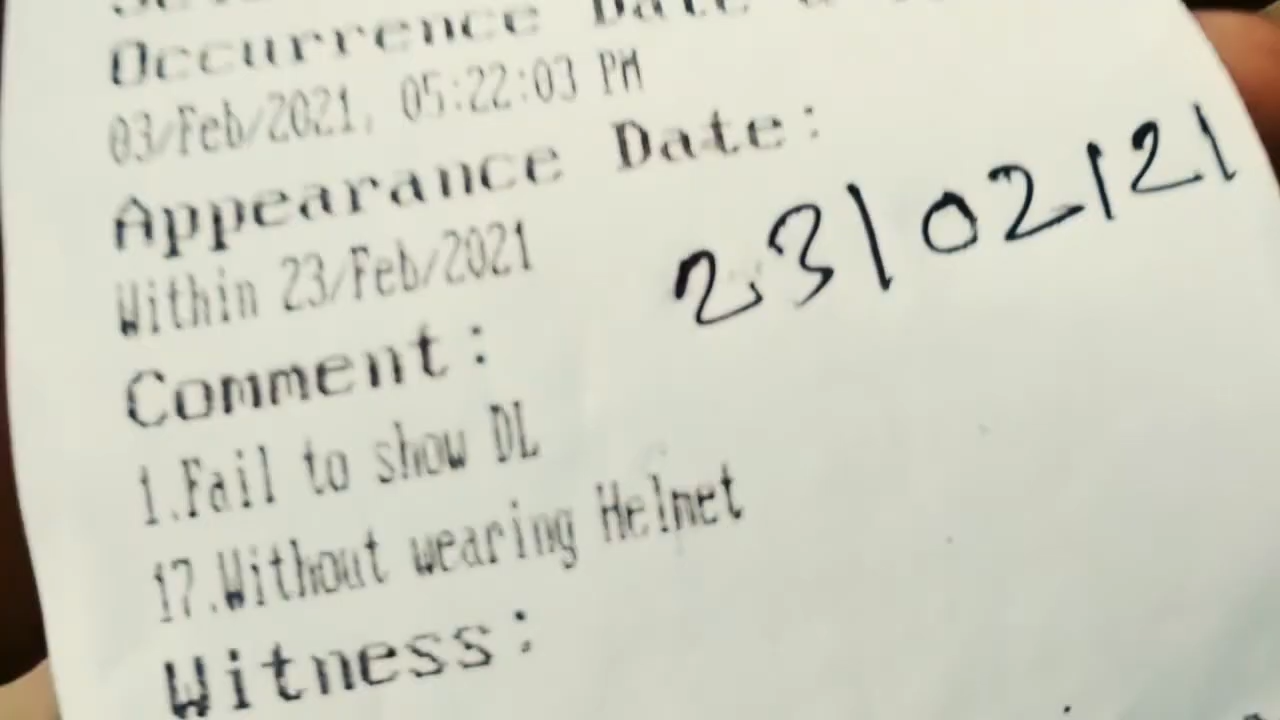 Occurrence Date
03/Feb/2021, 05:22:03 PM
Appearance Date:
Within 23/Feb/2021
23/02/21
Comment:
1.Fail to show DL
17.Without wearing Helmet
Witness: